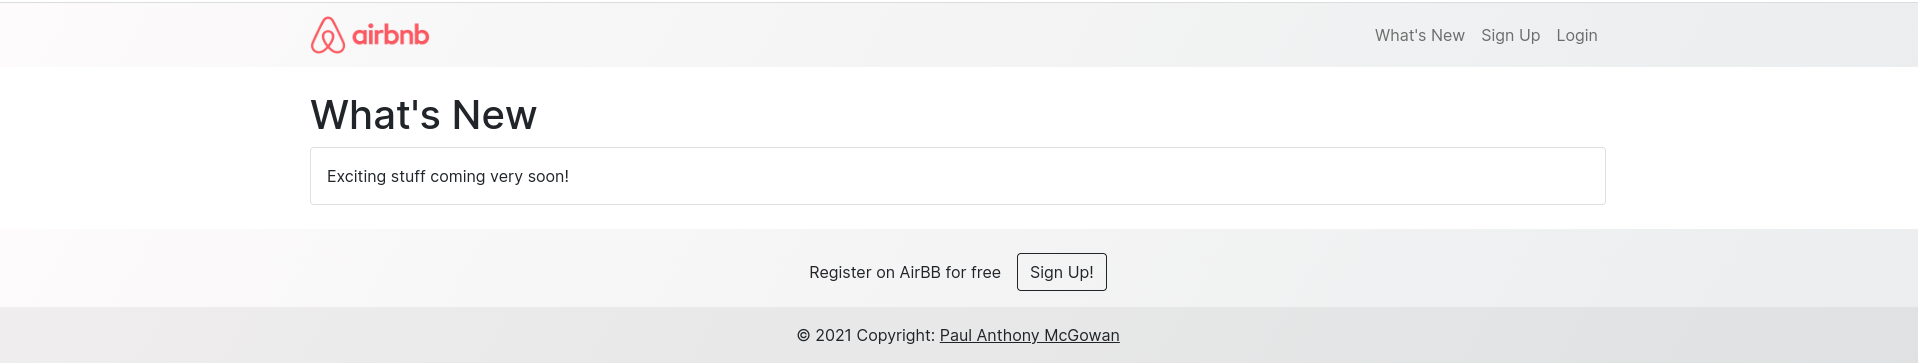 airbnb What's New Sign Up Login
What's New
Exciting stuff coming very soon!
Register on AirBB for free Sign Up!
© 2021 Copyright: Paul Anthony McGowan